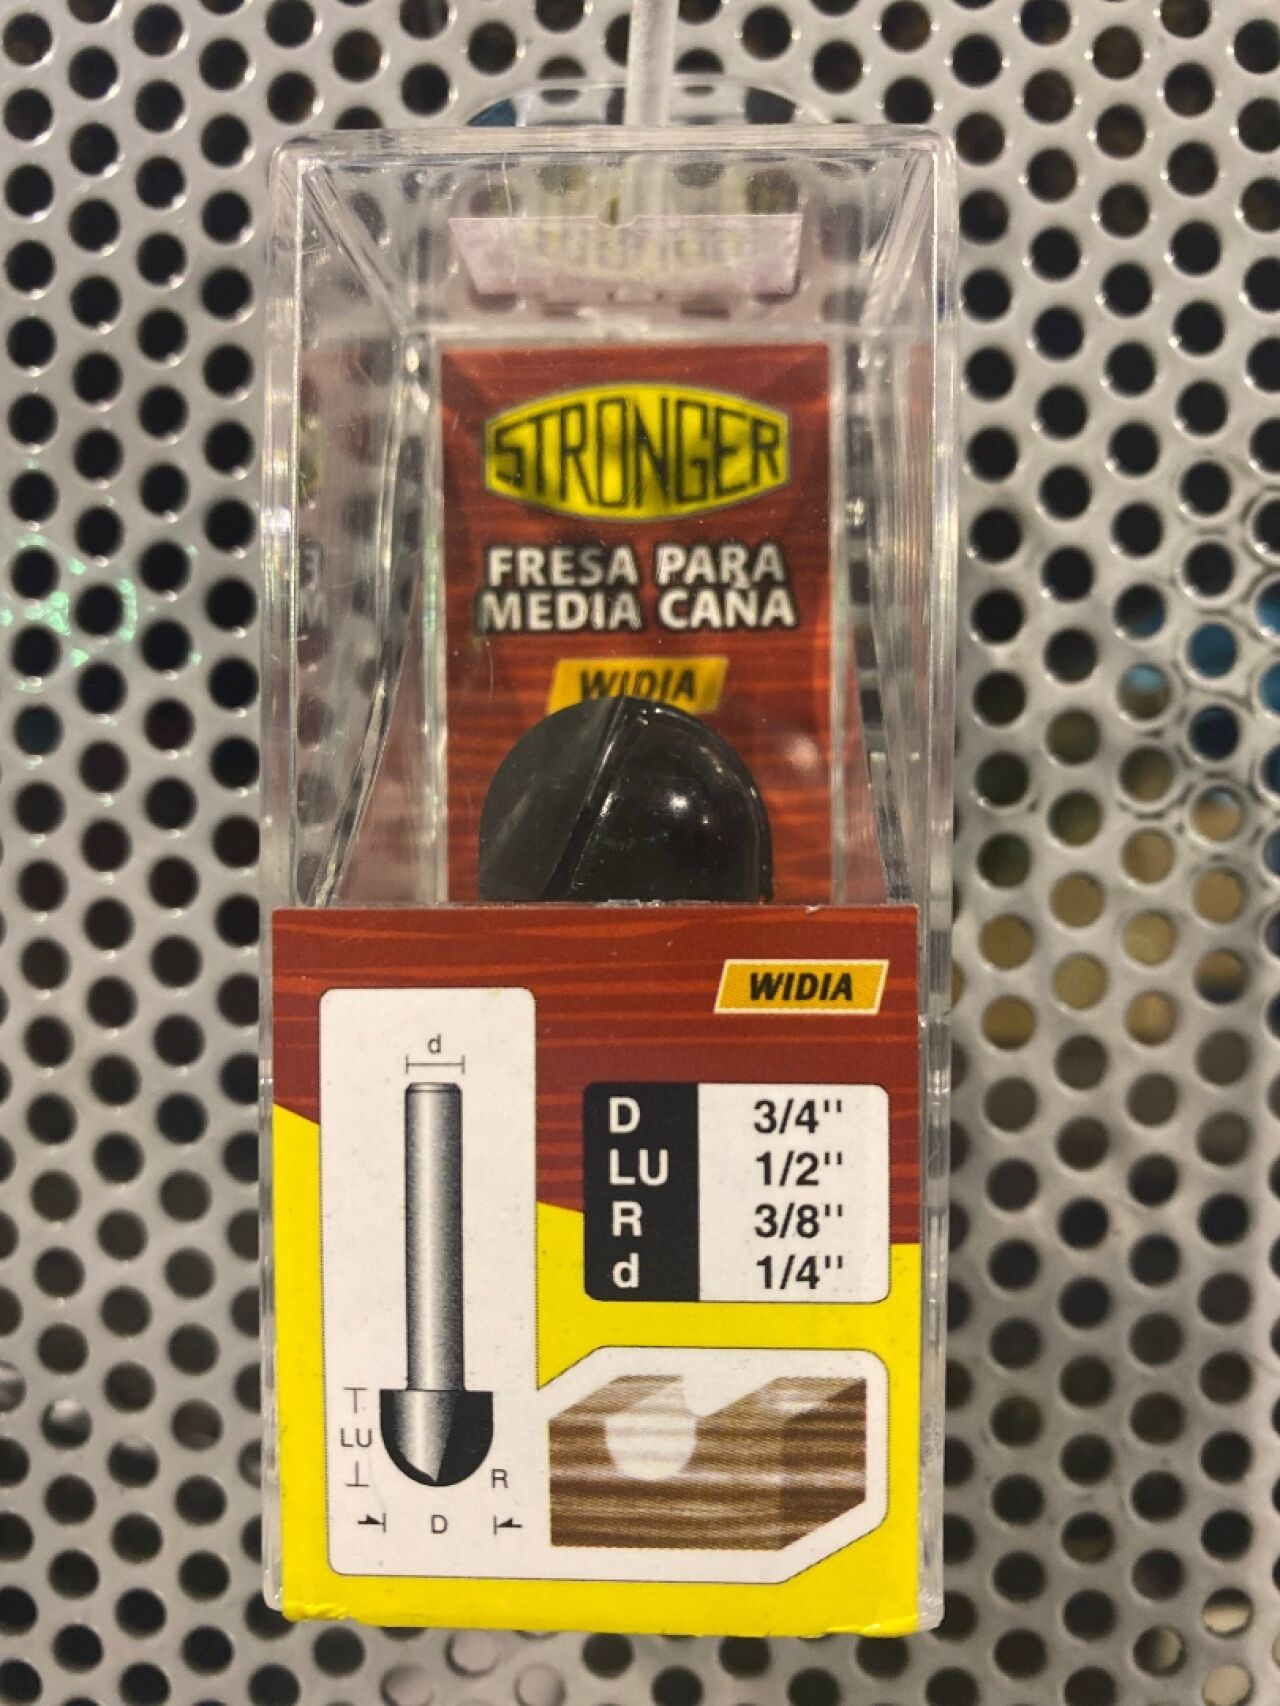 STRONGER
FRESA PARA
MEDIA CAÑA
WIDIA
WIDIA
d
D 3/4"
LU 1/2"
R 3/8"
d 1/4"
LU
R
D